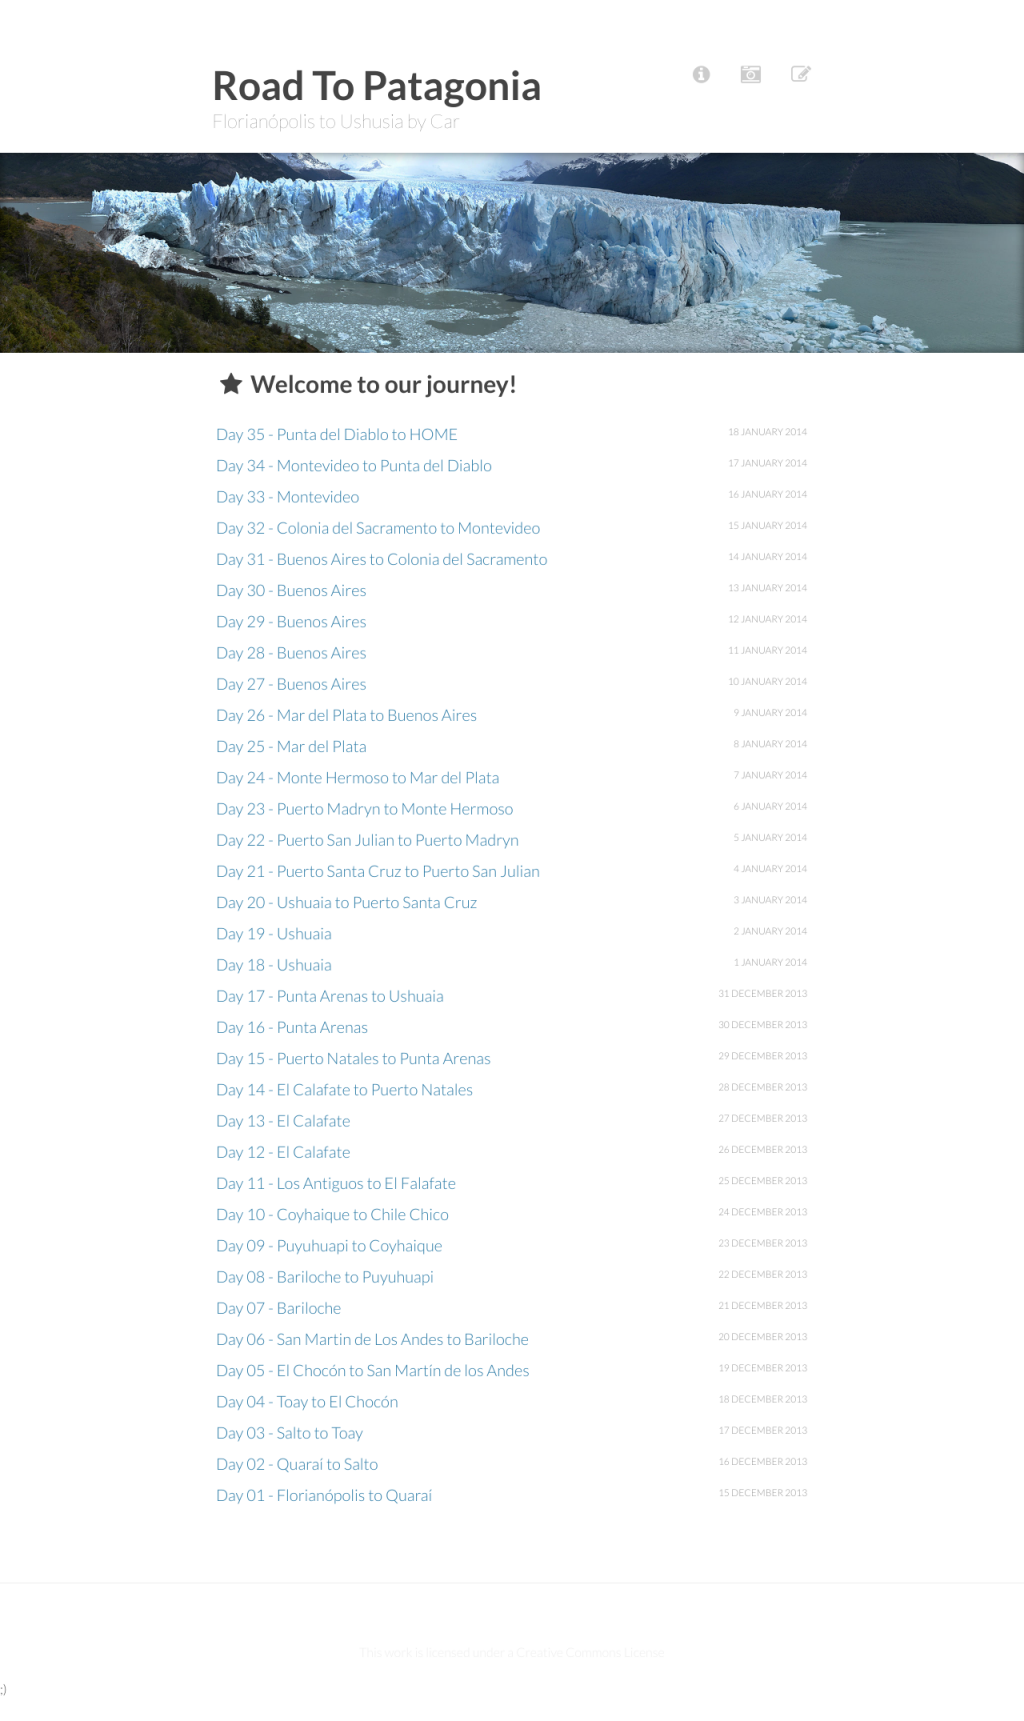 Road To Patagonia
Florianópolis to Ushusia by Car
Welcome to our journey!
Day 35 - Punta del Diablo to HOME 18 JANUARY 2014
Day 34 - Montevideo to Punta del Diablo 17 JANUARY 2014
Day 33 - Montevideo 16 JANUARY 2014
Day 32 - Colonia del Sacramento to Montevideo 15 JANUARY 2014
Day 31 - Buenos Aires to Colonia del Sacramento 14 JANUARY 2014
Day 30 - Buenos Aires 13 JANUARY 2014
Day 29 - Buenos Aires 12 JANUARY 2014
Day 28 - Buenos Aires 11 JANUARY 2014
Day 27 - Buenos Aires 10 JANUARY 2014
Day 26 - Mar del Plata to Buenos Aires 9 JANUARY 2014
Day 25 - Mar del Plata 8 JANUARY 2014
Day 24 - Monte Hermoso to Mar del Plata 7 JANUARY 2014
Day 23 - Puerto Madryn to Monte Hermoso 6 JANUARY 2014
Day 22 - Puerto San Julian to Puerto Madryn 5 JANUARY 2014
Day 21 - Puerto Santa Cruz to Puerto San Julian 4 JANUARY 2014
Day 20 - Ushuaia to Puerto Santa Cruz 3 JANUARY 2014
Day 19 - Ushuaia 2 JANUARY 2014
Day 18 - Ushuaia 1 JANUARY 2014
Day 17 - Punta Arenas to Ushuaia 31 DECEMBER 2013
Day 16 - Punta Arenas 30 DECEMBER 2013
Day 15 - Puerto Natales to Punta Arenas 29 DECEMBER 2013
Day 14 - El Calafate to Puerto Natales 28 DECEMBER 2013
Day 13 - El Calafate 27 DECEMBER 2013
Day 12 - El Calafate 26 DECEMBER 2013
Day 11 - Los Antiguos to El Falafate 25 DECEMBER 2013
Day 10 - Coyhaique to Chile Chico 24 DECEMBER 2013
Day 09 - Puyuhuapi to Coyhaique 23 DECEMBER 2013
Day 08 - Bariloche to Puyuhuapi 22 DECEMBER 2013
Day 07 - Bariloche 21 DECEMBER 2013
Day 06 - San Martin de Los Andes to Bariloche 20 DECEMBER 2013
Day 05 - El Chocón to San Martín de los Andes 19 DECEMBER 2013
Day 04 - Toay to El Chocón 18 DECEMBER 2013
Day 03 - Salto to Toay 17 DECEMBER 2013
Day 02 - Quaraí to Salto 16 DECEMBER 2013
Day 01 - Florianópolis to Quaraí 15 DECEMBER 2013
This work is licensed under a Creative Commons License
;)